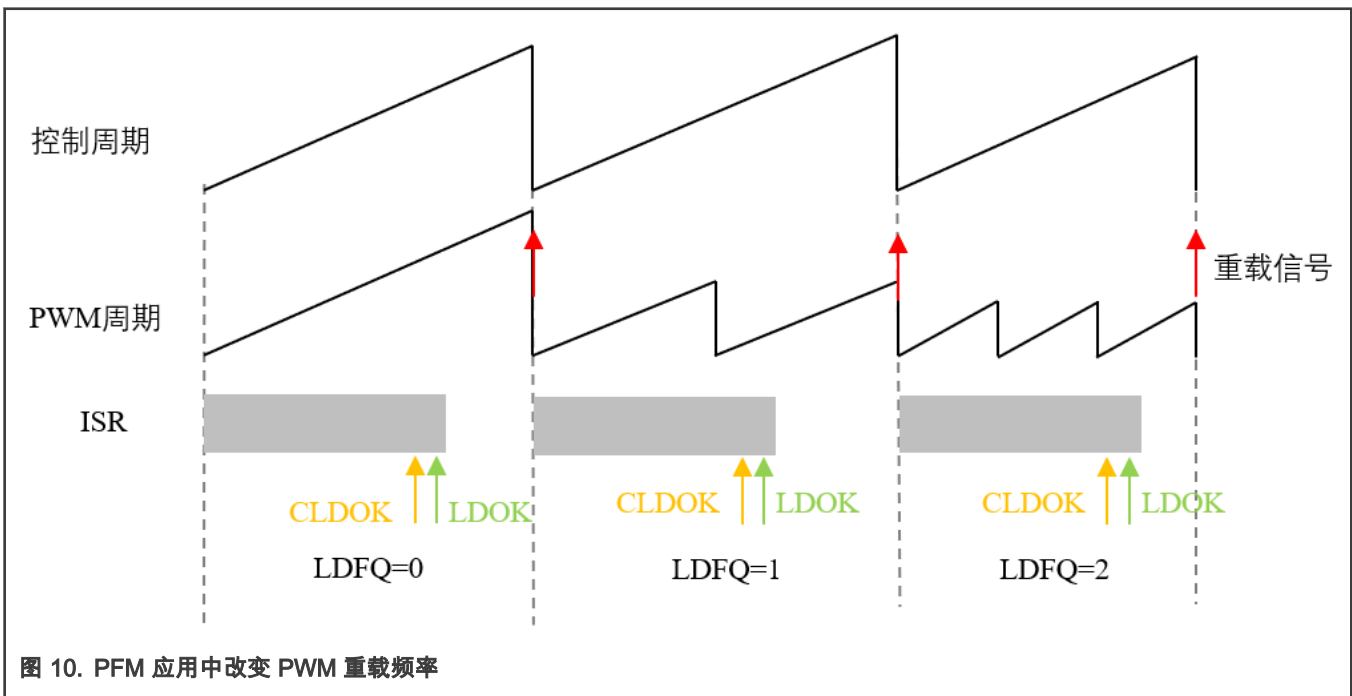 控制周期
重载信号
PWM周期
ISR
CLDOK LDOK CLDOK LDOK CLDOK LDOK
LDFQ=0 LDFQ=1 LDFQ=2
图 10. PFM 应用中改变 PWM 重载频率